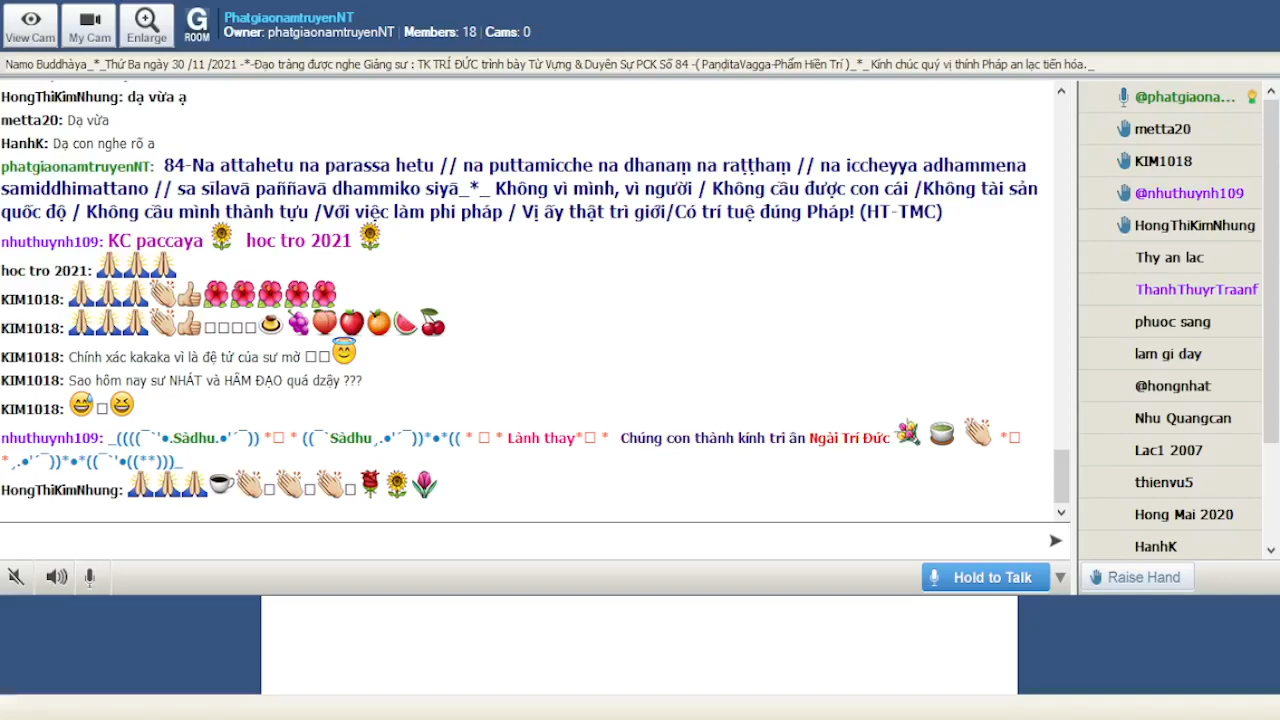 View Cam
My Cam
Enlarge
G
ROOM
PhatgiaonamtruyenNT
Owner: phatgiaonamtruyenNT | Members: 18 | Cams: 0
Namo Buddhàya_*_Thứ Ba ngày 30 /11 /2021 -*-Đạo tràng được nghe Giảng sư : TK TRÍ ĐỨC trình bày Từ Vựng & Duyên Sự PCK Số 84 -( PaṇḍitaVagga-Phẩm Hiền Trí )_*_ Kính chúc quý vị thính Pháp an lạc tiến hóa._
HongThiKimNhung: dạ vừa ạ
metta20: Dạ vừa
HanhK: Dạ con nghe rõ a
phatgiaonamtruyenNT: 84-Na attahetu na parassa hetu // na puttamicche na dhanaṃ na raṭṭhaṃ // na iccheyya adhammena
samiddhimattano // sa sīlavā paññavā dhammiko siyā_*_ Không vì mình, vì người / Không cầu được con cái /Không tài sản
quốc độ / Không cầu mình thành tựu /Với việc làm phi pháp / Vị ấy thật trì giới/Có trí tuệ đúng Pháp! (HT-TMC)
nhuthuynh109: KC paccaya 🌻 hoc tro 2021 🌻
hoc tro 2021: 🙏🙏🙏
KIM1018: 🙏🙏🙏👏👍🌺🌺🌺🌺🌺
KIM1018: 🙏🙏🙏👏👍□□□□🍮🍇🍑🍎🍊🍉🍒
KIM1018: Chính xác kakaka vì là đệ tử của sư mờ □□😇
KIM1018: Sao hôm nay sư NHÁT và HÂM ĐẠO quá dzậy ???
KIM1018: 😅□😆
nhuthuynh109: _((((¯`'•.Sàdhu.•'´¯)) *□ * ((¯`Sàdhu¸.•'´¯))*•*(( * □ * Lành thay*□ * Chúng con thành kính tri ân Ngài Trí Đức 💐 🍵 👏 *□
*¸.•'´¯))*•*((¯`'•((**)))_
HongThiKimNhung: 🙏🙏🙏☕👏□👏□👏□🌹🌻🌷
Hold to Talk
@phatgiaona...
metta20
KIM1018
@nhuthuynh109
HongThiKimNhung
Thy an lac
ThanhThuyrTraanf
phuoc sang
lam gi day
@hongnhat
Nhu Quangcan
Lac1 2007
thienvu5
Hong Mai 2020
HanhK
Raise Hand